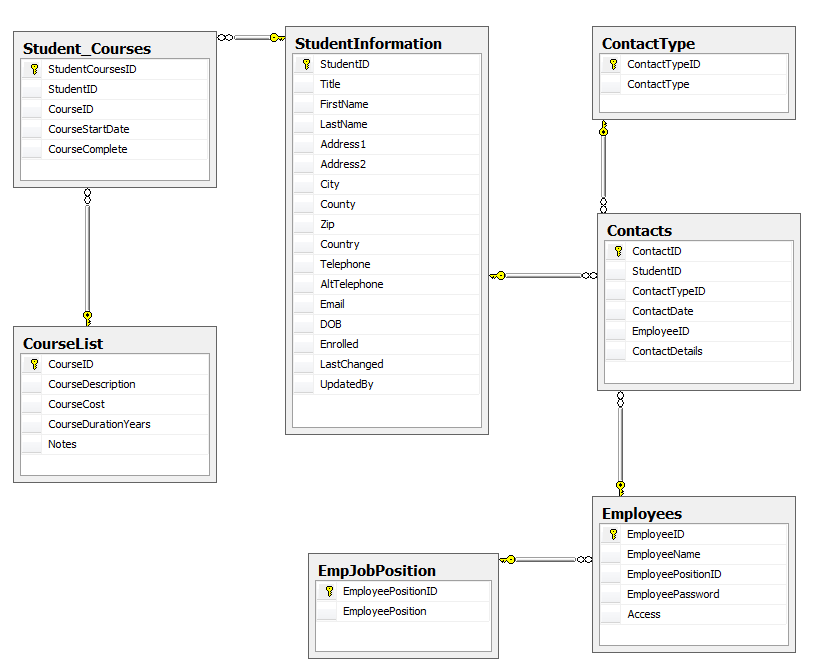 Student_Courses
StudentCoursesID
StudentID
CourseID
CourseStartDate
CourseComplete
StudentInformation
StudentID
Title
FirstName
LastName
Address1
Address2
City
County
Zip
Country
Telephone
AltTelephone
Email
DOB
Enrolled
LastChanged
UpdatedBy
ContactType
ContactTypeID
ContactType
Contacts
ContactID
StudentID
ContactTypeID
ContactDate
EmployeeID
ContactDetails
CourseList
CourseID
CourseDescription
CourseCost
CourseDurationYears
Notes
EmpJobPosition
EmployeePositionID
EmployeePosition
Employees
EmployeeID
EmployeeName
EmployeePositionID
EmployeePassword
Access